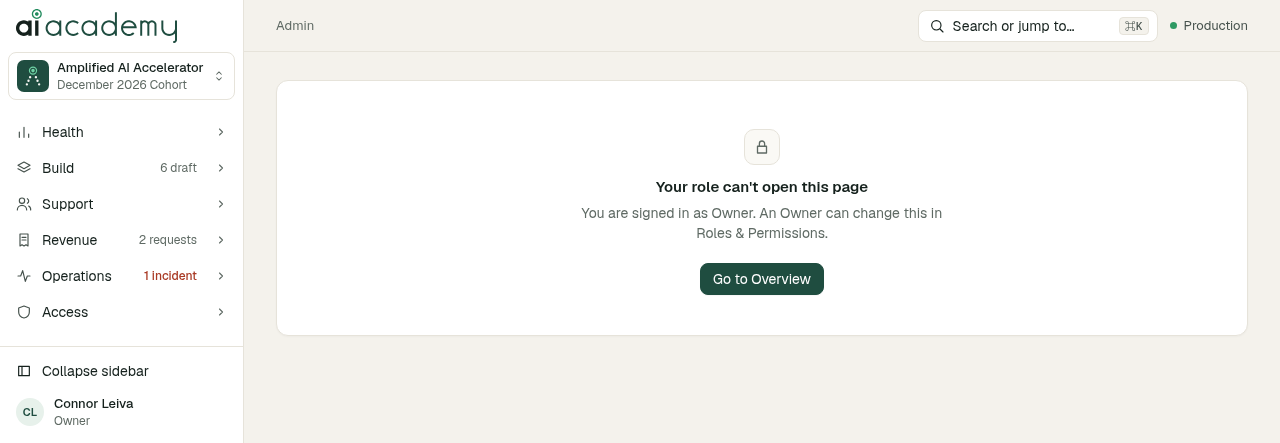 ai academy
Amplified AI Accelerator
December 2026 Cohort
Health
Build 6 draft
Support
Revenue 2 requests
Operations 1 incident
Access
Collapse sidebar
CL
Connor Leiva
Owner
Admin
Search or jump to…
⌘K
Production
Your role can't open this page
You are signed in as Owner. An Owner can change this in
Roles & Permissions.
Go to Overview